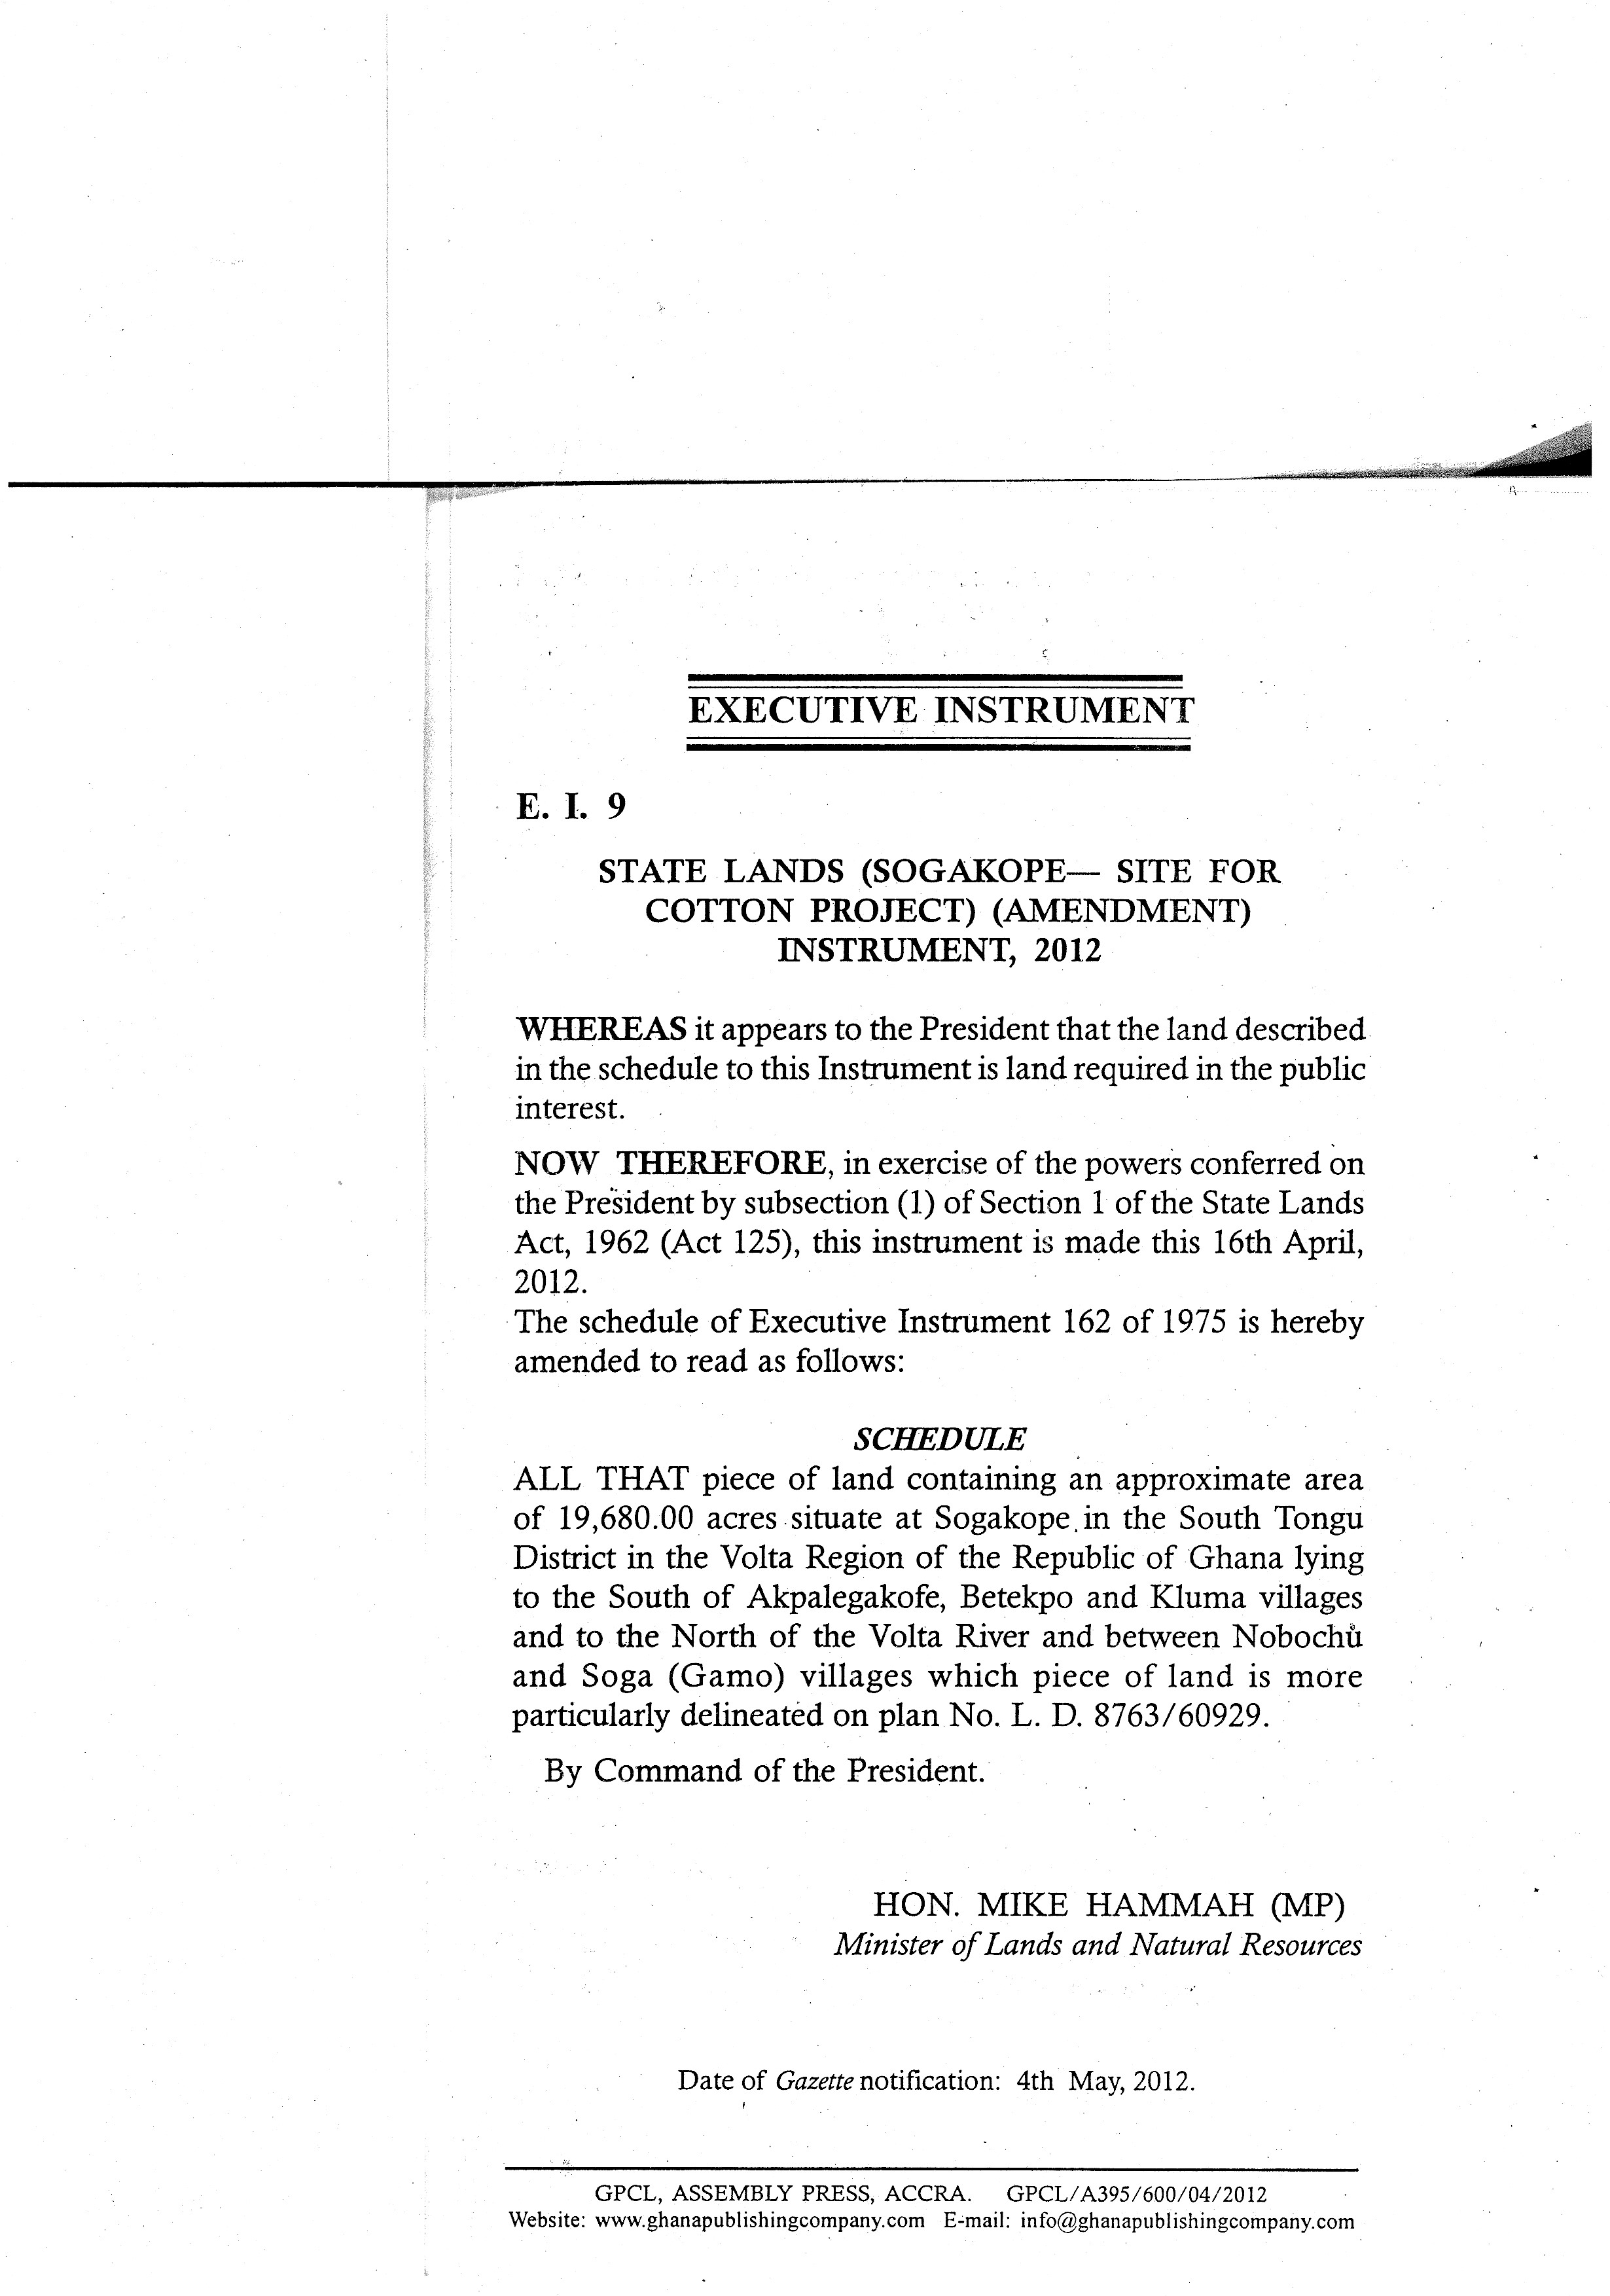 EXECUTIVE INSTRUMENT
E. I. 9
STATE LANDS (SOGAKOPE— SITE FOR
COTTON PROJECT) (AMENDMENT)
INSTRUMENT, 2012
WHEREAS it appears to the President that the land described
in the schedule to this Instrument is land required in the public
interest.
NOW THEREFORE, in exercise of the powers conferred on
the President by subsection (1) of Section 1 of the State Lands
Act, 1962 (Act 125), this instrument is made this 16th April,
2012.
The schedule of Executive Instrument 162 of 1975 is hereby
amended to read as follows:
SCHEDULE
ALL THAT piece of land containing an approximate area
of 19,680.00 acres situate at Sogakope in the South Tongu
District in the Volta Region of the Republic of Ghana lying
to the South of Akpalegakofe, Betekpo and Kluma villages
and to the North of the Volta River and between Nobochu
and Soga (Gamo) villages which piece of land is more
particularly delineated on plan No. L. D. 8763/60929.
By Command of the President.
HON. MIKE HAMMAH (MP)
Minister of Lands and Natural Resources
Date of Gazette notification: 4th May, 2012.
GPCL, ASSEMBLY PRESS, ACCRA. GPCL/A395/600/04/2012
Website: www.ghanapublishingcompany.com E-mail: info@ghanapublishingcompany.com